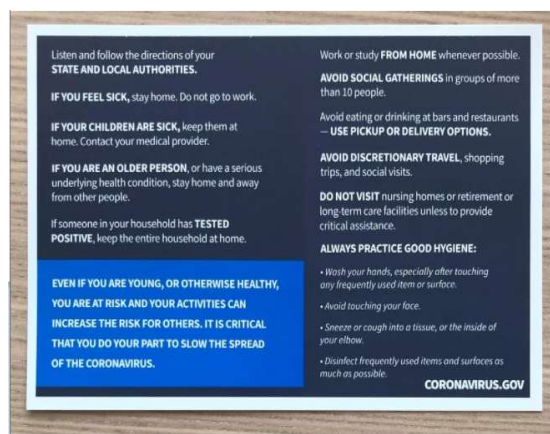 Listen and follow the directions of your
STATE AND LOCAL AUTHORITIES.
IF YOU FEEL SICK, stay home. Do not go to work.
IF YOUR CHILDREN ARE SICK, keep them at
home. Contact your medical provider.
IF YOU ARE AN OLDER PERSON, or have a serious
underlying health condition, stay home and away
from other people.
If someone in your household has TESTED
POSITIVE, keep the entire household at home.
EVEN IF YOU ARE YOUNG, OR OTHERWISE HEALTHY,
YOU ARE AT RISK AND YOUR ACTIVITIES CAN
INCREASE THE RISK FOR OTHERS. IT IS CRITICAL
THAT YOU DO YOUR PART TO SLOW THE SPREAD
OF THE CORONAVIRUS.
Work or study FROM HOME whenever possible.
AVOID SOCIAL GATHERINGS in groups of more
than 10 people.
Avoid eating or drinking at bars and restaurants
— USE PICKUP OR DELIVERY OPTIONS.
AVOID DISCRETIONARY TRAVEL, shopping
trips, and social visits.
DO NOT VISIT nursing homes or retirement or
long-term care facilities unless to provide
critical assistance.
ALWAYS PRACTICE GOOD HYGIENE:
• Wash your hands, especially after touching
any frequently used item or surface.
• Avoid touching your face.
• Sneeze or cough into a tissue, or the inside of
your elbow.
• Disinfect frequently used items and surfaces as
much as possible.
CORONAVIRUS.GOV